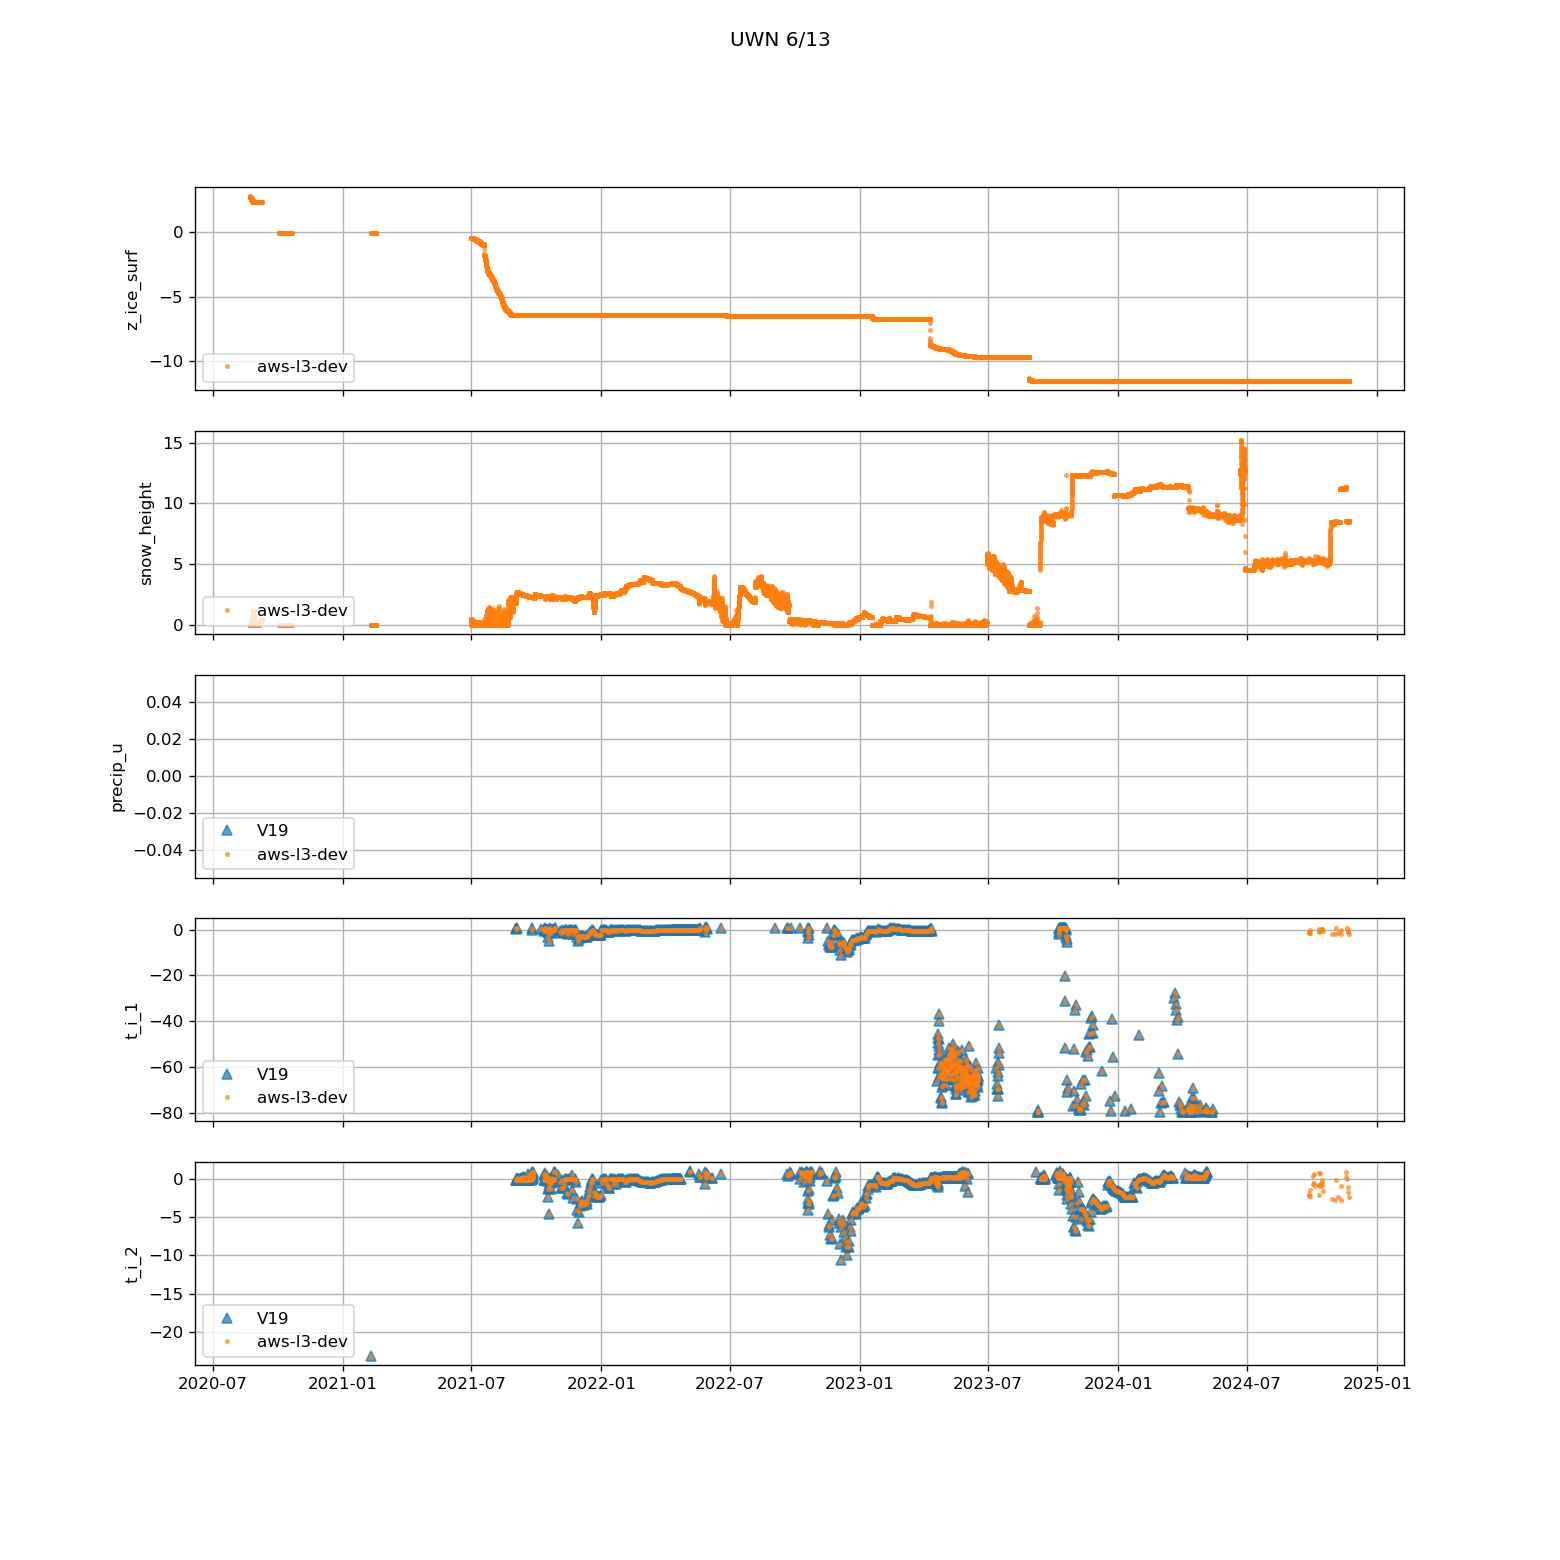 UWN 6/13
z_ice_surf
0
−5
−10
aws-l3-dev
snow_height
15
10
5
0
aws-l3-dev
precip_u
0.04
0.02
0.00
−0.02
−0.04
V19
aws-l3-dev
t_i_1
0
−20
−40
−60
−80
V19
aws-l3-dev
t_i_2
0
−5
−10
−15
−20
V19
aws-l3-dev
2020-07 2021-01 2021-07 2022-01 2022-07 2023-01 2023-07 2024-01 2024-07 2025-01